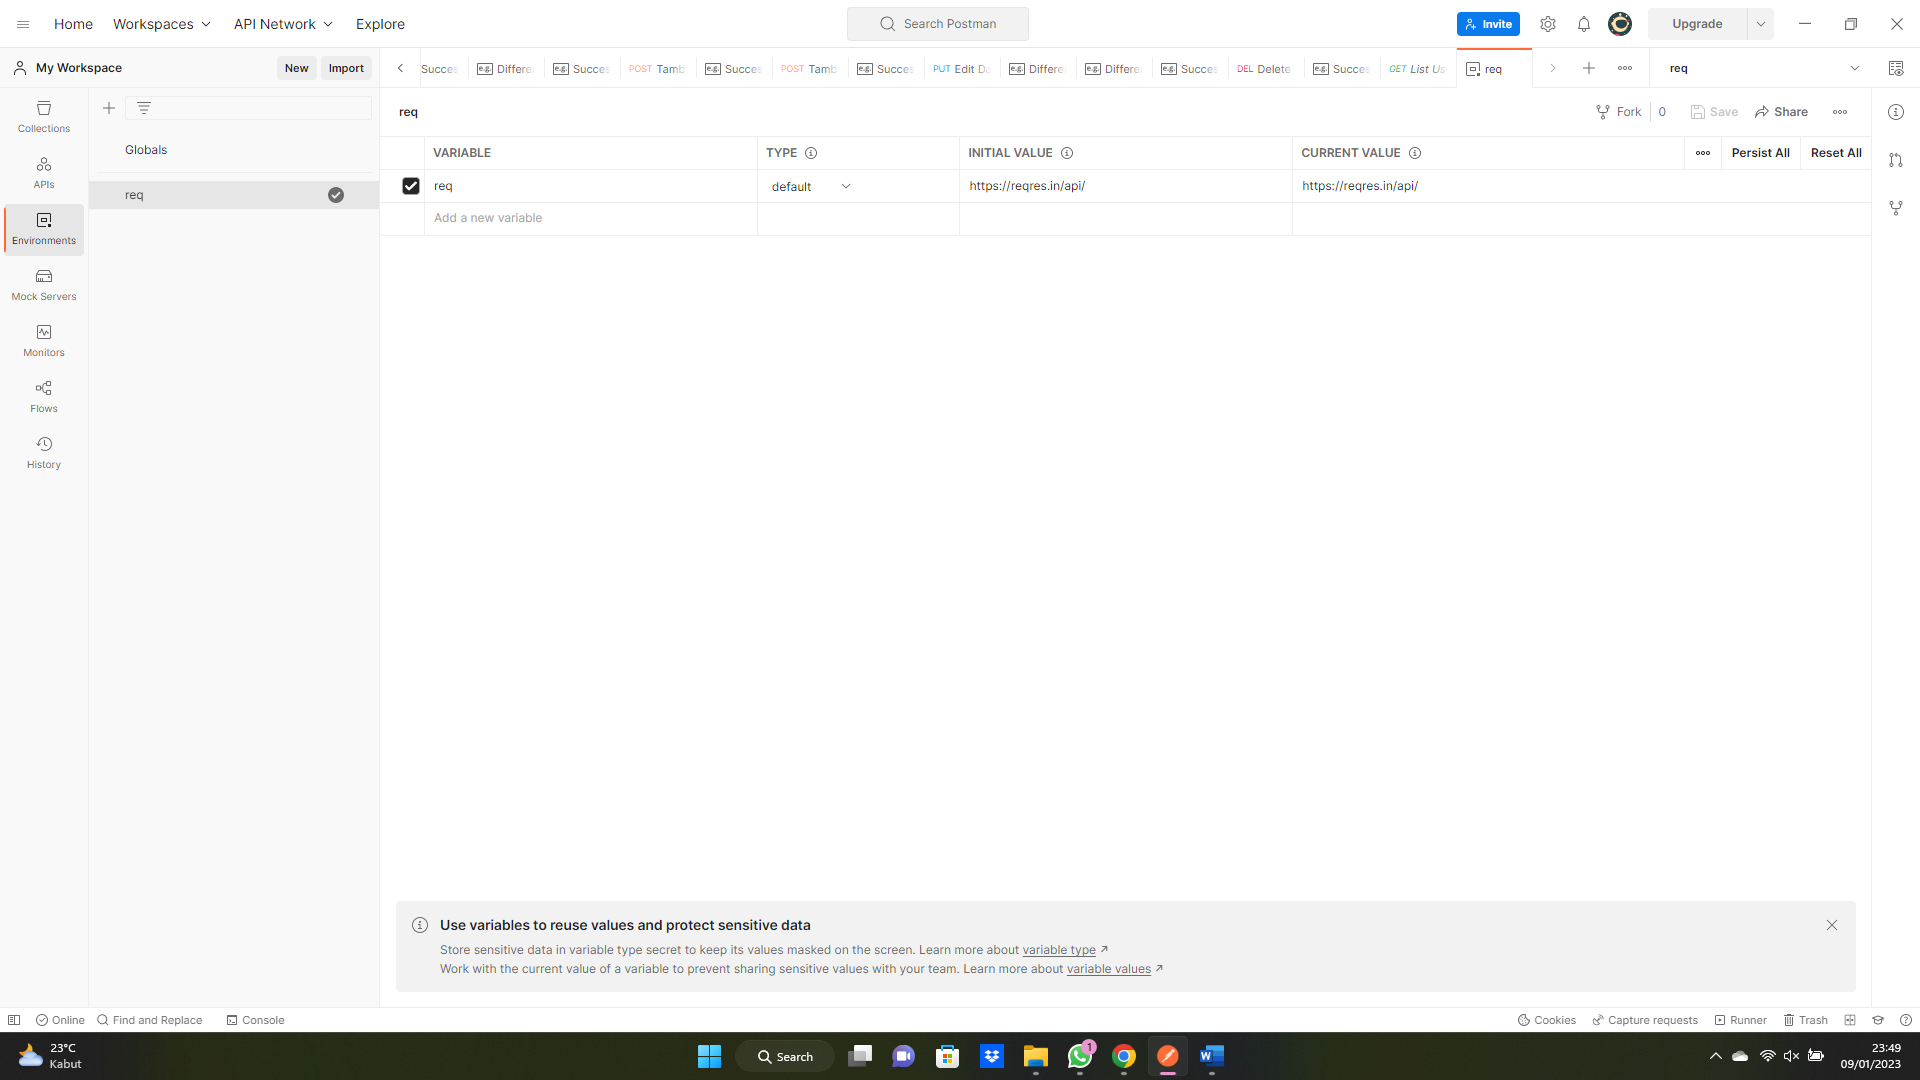 Home
Workspaces
API Network
Explore
Search Postman
Invite
Upgrade
My Workspace
New
Import
Succes
e.g. Differe
e.g. Succes
POST Tamb
e.g. Succes
POST Tamb
e.g. Succes
PUT Edit Da
e.g. Differe
e.g. Differe
e.g. Succes
DEL Delete
e.g. Succes
GET List Us
req
req
Collections
APIs
Environments
Mock Servers
Monitors
Flows
History
Globals
req
req
Fork 0
Save
Share
VARIABLE
TYPE
INITIAL VALUE
CURRENT VALUE
Persist All
Reset All
req
default
https://reqres.in/api/
https://reqres.in/api/
Add a new variable
Use variables to reuse values and protect sensitive data
Store sensitive data in variable type secret to keep its values masked on the screen. Learn more about variable type ↗
Work with the current value of a variable to prevent sharing sensitive values with your team. Learn more about variable values ↗
Online
Find and Replace
Console
Cookies
Capture requests
Runner
Trash
23°C
Kabut
Search
1
W
23:49
09/01/2023